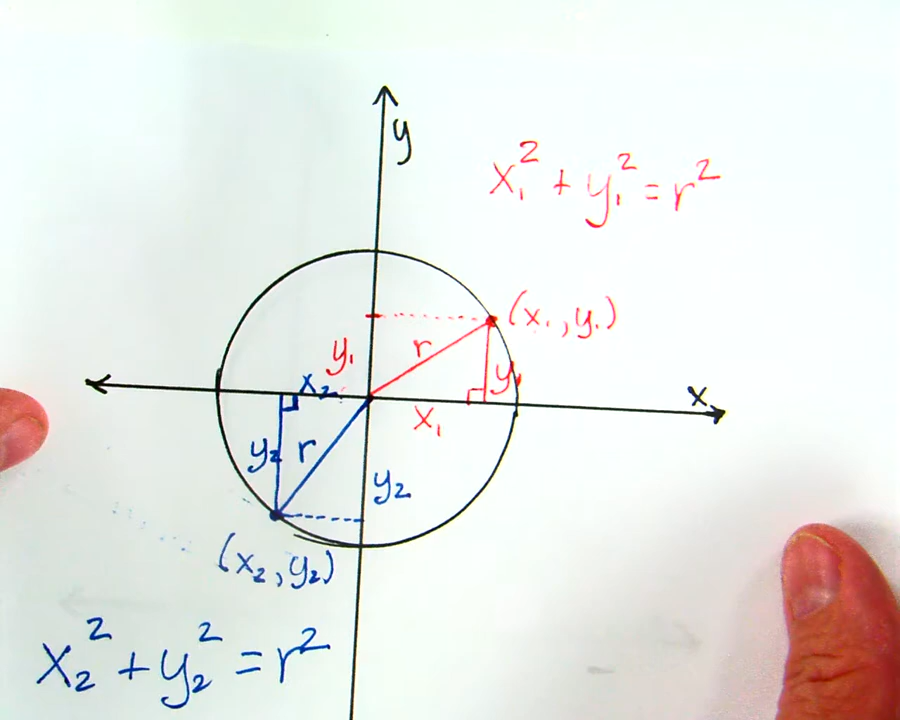 y
x₁² + y₁² = r²
(x₁, y₁)
y₁
r
y₁
x₂
x
x₁
y₂
r
y₂
(x₂, y₂)
x₂² + y₂² = r²